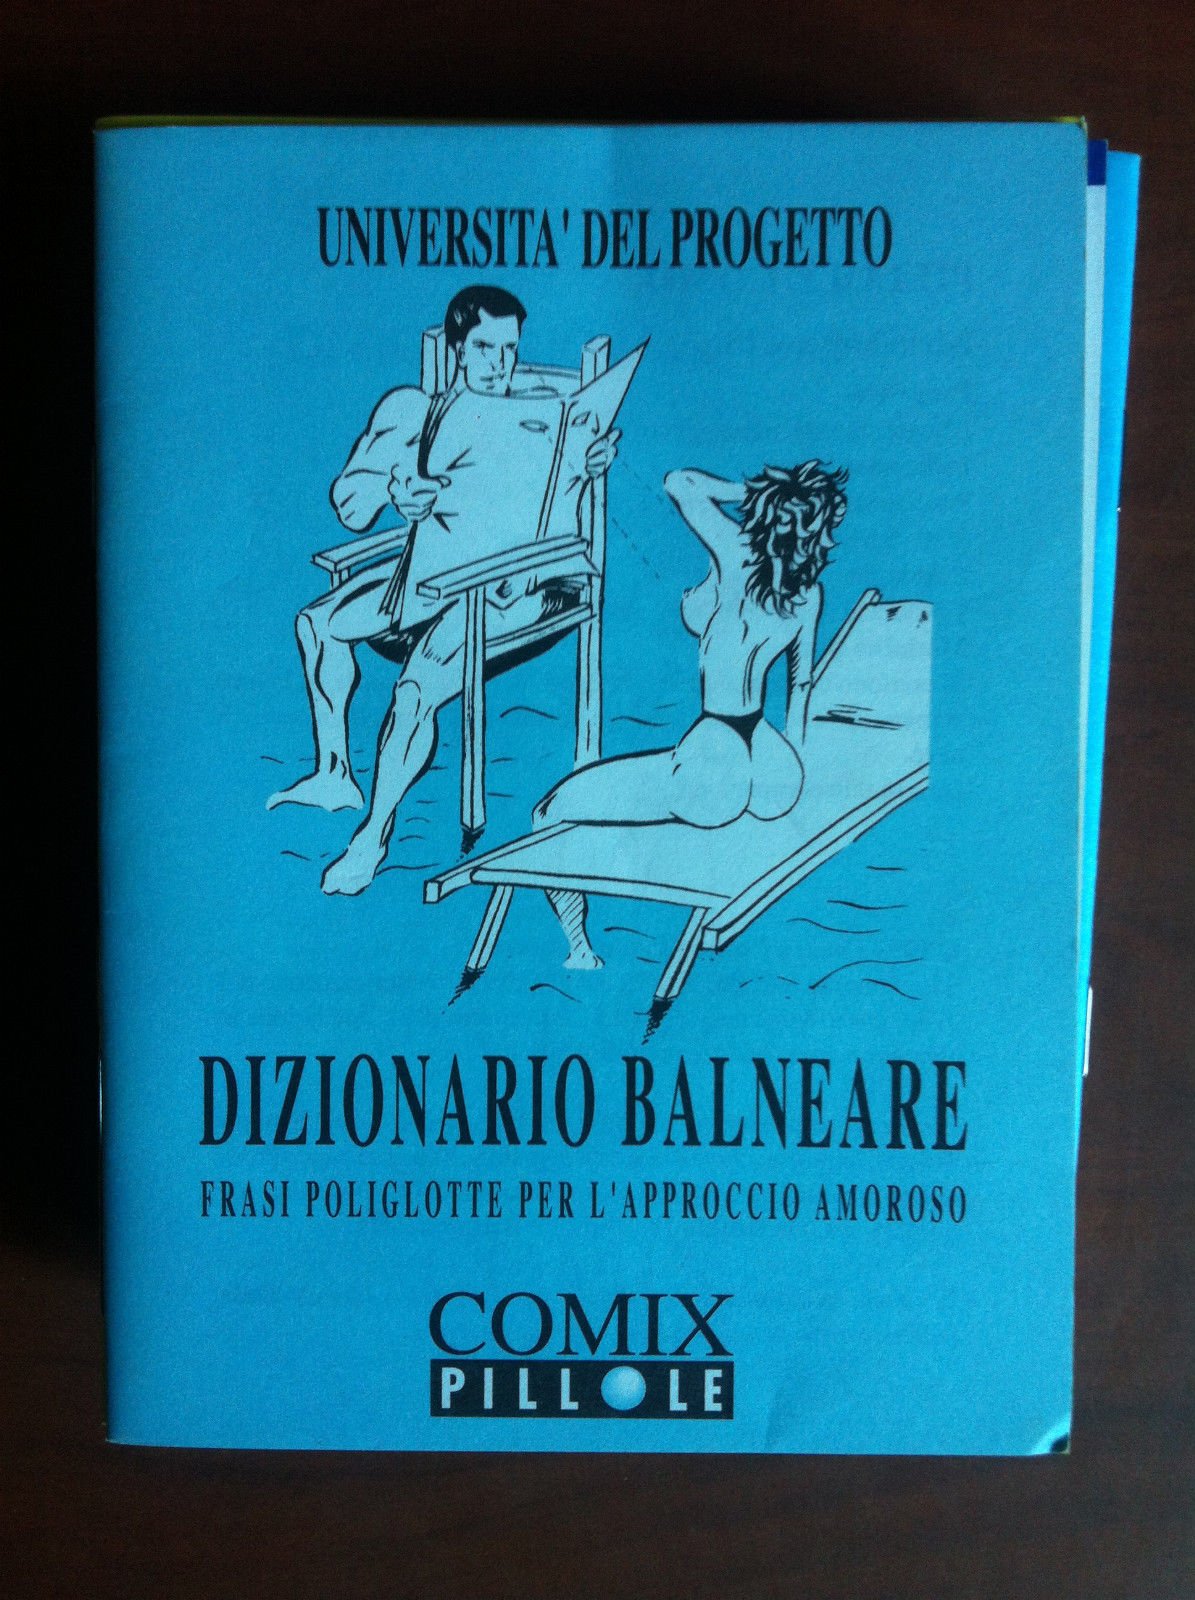 UNIVERSITA' DEL PROGETTO
DIZIONARIO BALNEARE
FRASI POLIGLOTTE PER L'APPROCCIO AMOROSO
COMIX
PILLOLE